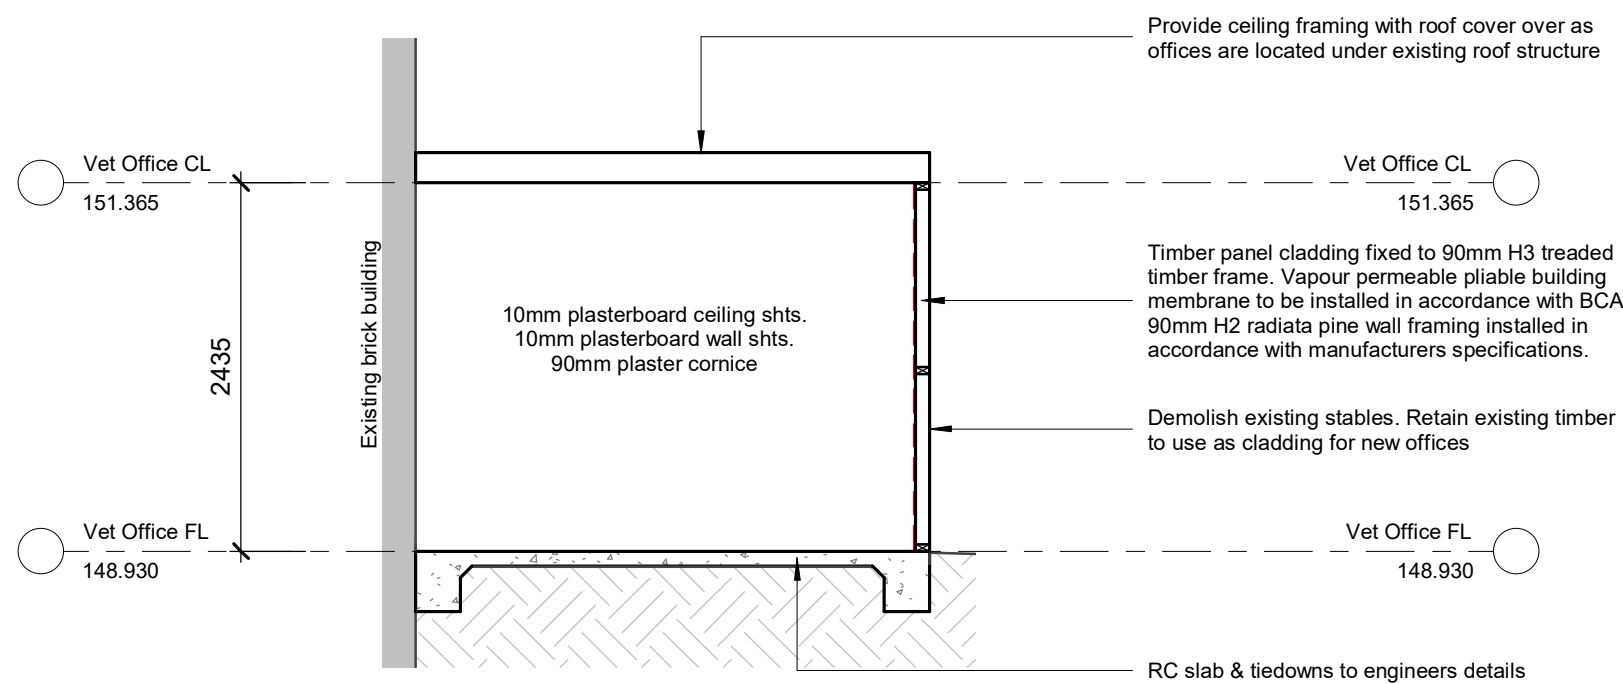 Provide ceiling framing with roof cover over as
offices are located under existing roof structure
Vet Office CL
151.365
Vet Office CL
151.365
2435
Existing brick building
10mm plasterboard ceiling shts.
10mm plasterboard wall shts.
90mm plaster cornice
Timber panel cladding fixed to 90mm H3 treaded
timber frame. Vapour permeable pliable building
membrane to be installed in accordance with BCA
90mm H2 radiata pine wall framing installed in
accordance with manufacturers specifications.
Demolish existing stables. Retain existing timber
to use as cladding for new offices
Vet Office FL
148.930
Vet Office FL
148.930
RC slab & tiedowns to engineers details